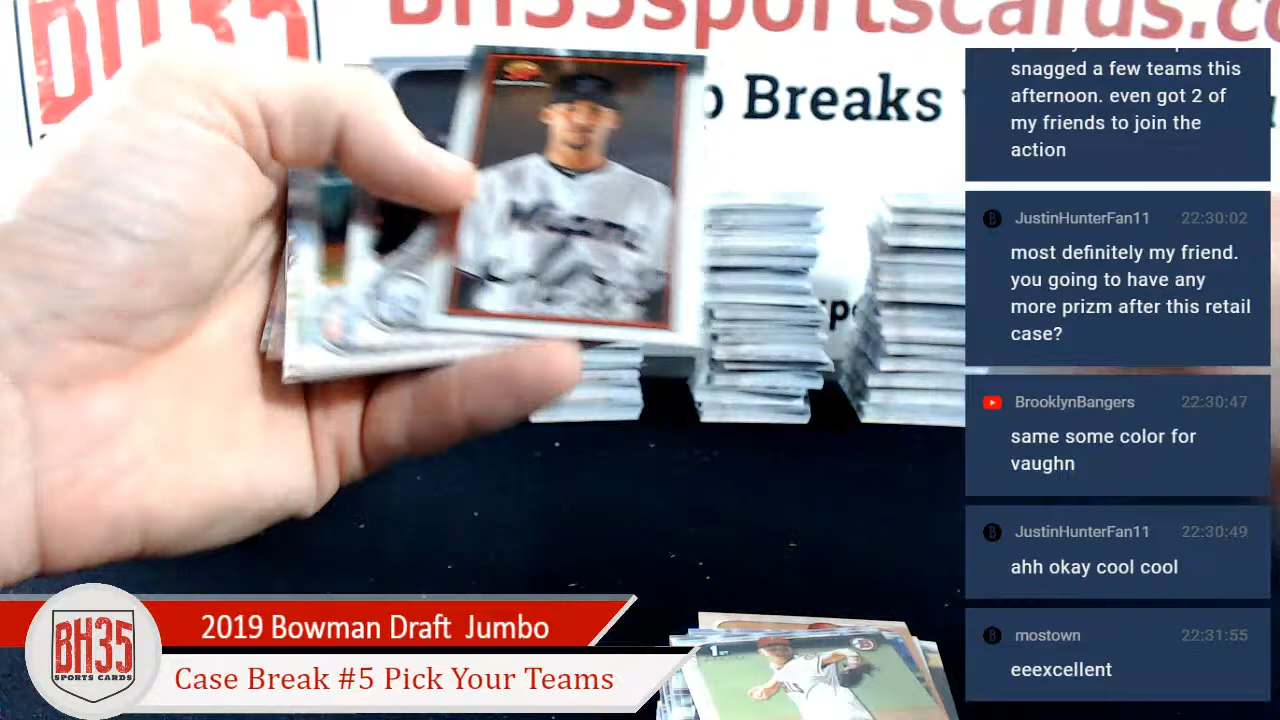 BH35sportscards.co
BH35
Breaks
snagged a few teams this
afternoon. even got 2 of
my friends to join the
action
JustinHunterFan11 22:30:02
most definitely my friend.
you going to have any
more prizm after this retail
case?
BrooklynBangers 22:30:47
same some color for
vaughn
JustinHunterFan11 22:30:49
ahh okay cool cool
mostown 22:31:55
eeexcellent
1st
BH35
SPORTS CARDS
2019 Bowman Draft Jumbo
Case Break #5 Pick Your Teams